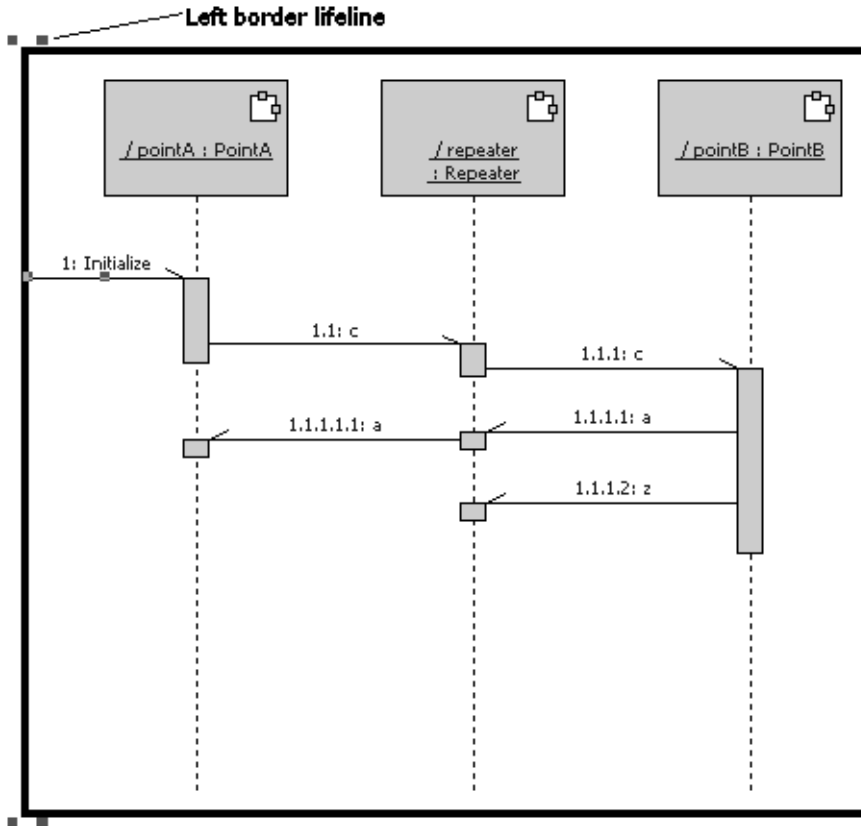 Left border lifeline
/ pointA : PointA
/ repeater
: Repeater
/ pointB : PointB
1: Initialize
1.1: c
1.1.1: c
1.1.1.1.1: a
1.1.1.1: a
1.1.1.2: z